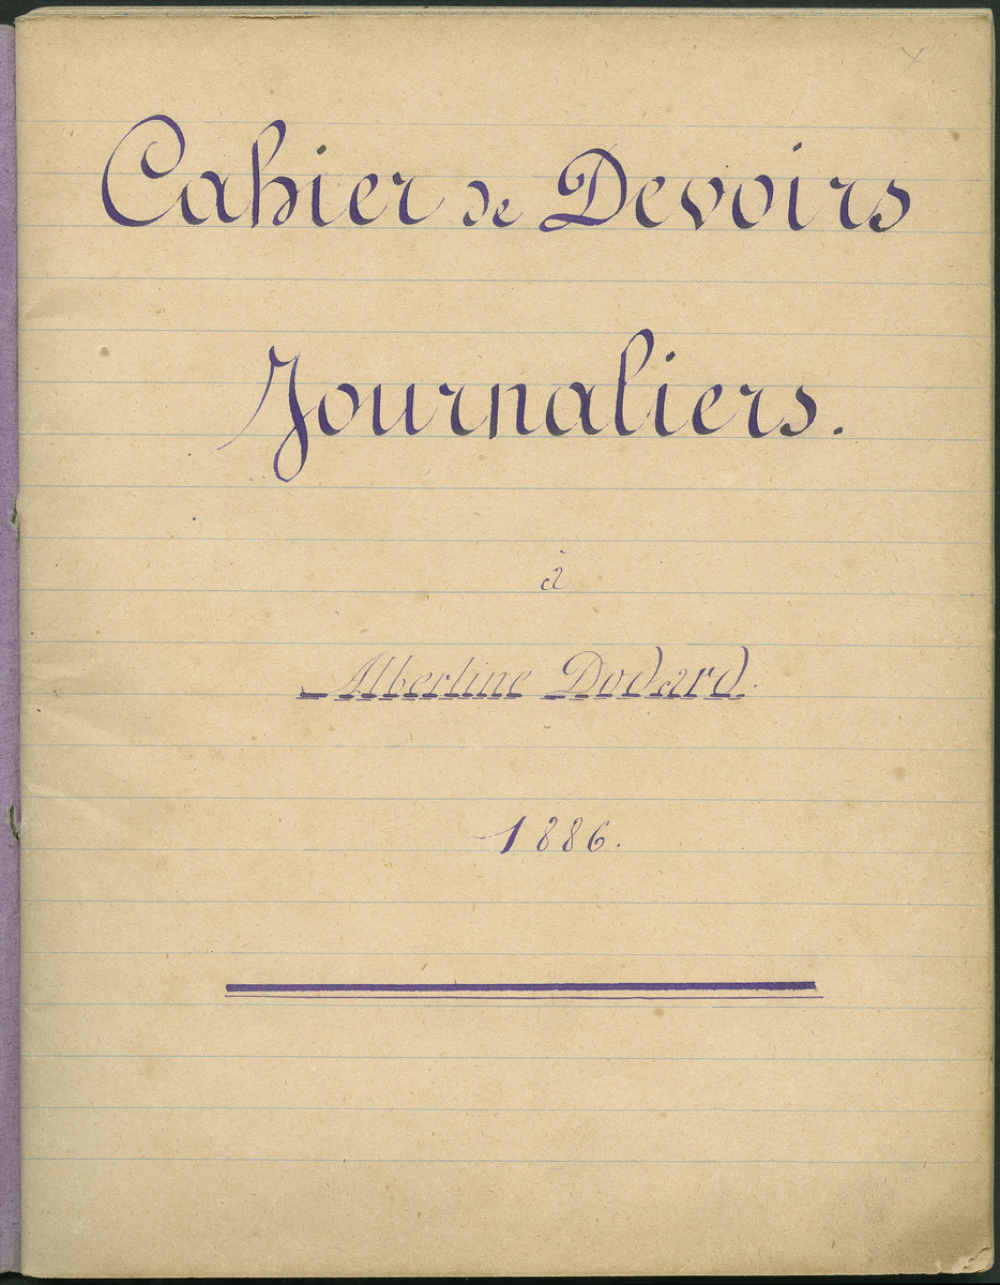 Cahier de Devoirs
Journaliers.
à
Albertine Dodard.
1886.